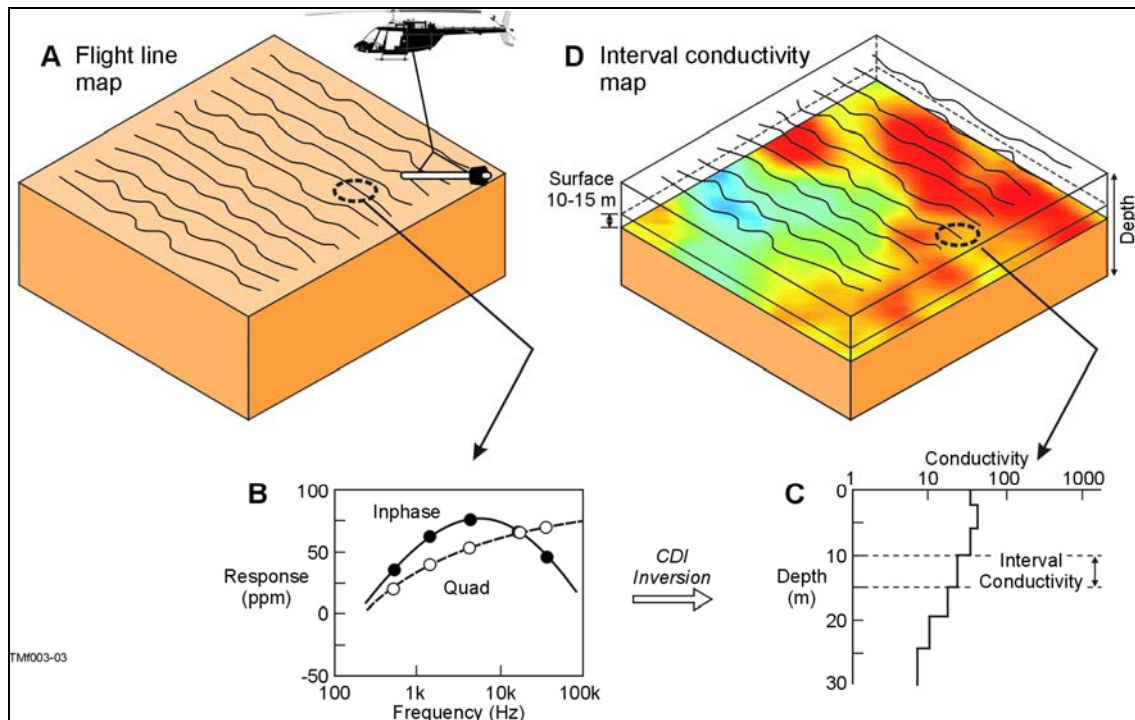 A Flight line
map
D Interval conductivity
map
Surface
10-15 m
Depth
B
100
50
0
-50
Response
(ppm)
Inphase
Quad
100
1k
10k
100k
Frequency (Hz)
CDI
Inversion
C
Conductivity
1
10
100
1000
0
10
20
30
Depth
(m)
Interval
Conductivity
TMf003-03